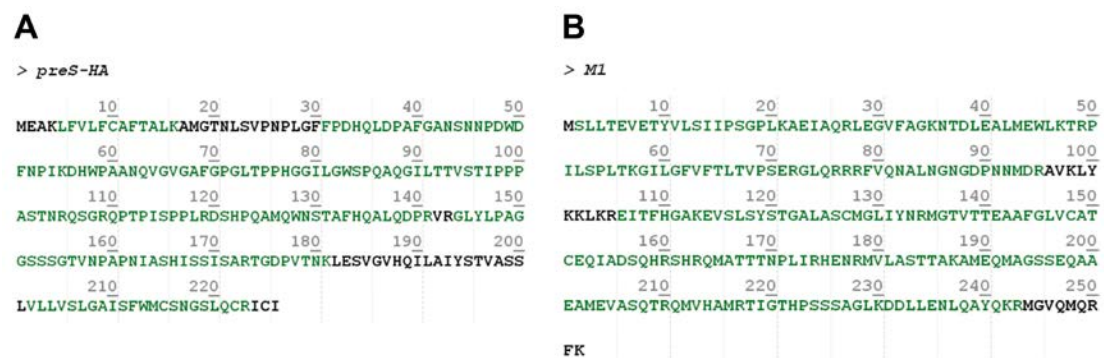 A
> preS-HA
10 20 30 40 50
MEAKLFVLFCAFTALKAMGTNLSVPNPLGFFPDHQLDPAFGANSNNPDWD
60 70 80 90 100
FNPIKDHWPAANQVGVGAFGPGLTPPHGGILGWSPQAQGILTTVSTIPPP
110 120 130 140 150
ASTNRQSGRQPTPISPPLRDSHPQAMQWNSTAFHQALQDPRVRGLYLPAG
160 170 180 190 200
GSSSGTVNPAPNIASHISSISARTGDPVTNKLESVGVHQILAIYSTVASS
210 220
LVLLVSLGAISFWMCSNGSLQCRICI
B
> M1
10 20 30 40 50
MSLLTEVETYVLSIIPSGPLKAEIAQRLEGVFAGKNTDLEALMEWLKTRP
60 70 80 90 100
ILSPLTKGILGFVFTLTVPSERGLQRRRFVQNALNGNGDPNNMDRAVKLY
110 120 130 140 150
KKLKREITFHGAKEVSLSYSTGALASCMGLIYNRMGTVTTEAAFGLVCAT
160 170 180 190 200
CEQIADSQHRSHRQMATTTNPLIRHENRMVLASTTAKAMEQMAGSSEQAA
210 220 230 240 250
EAMEVASQTRQMVHAMRTIGTHPSSSAGLKDDLLENLQAYQKRMGVQMQR
FK